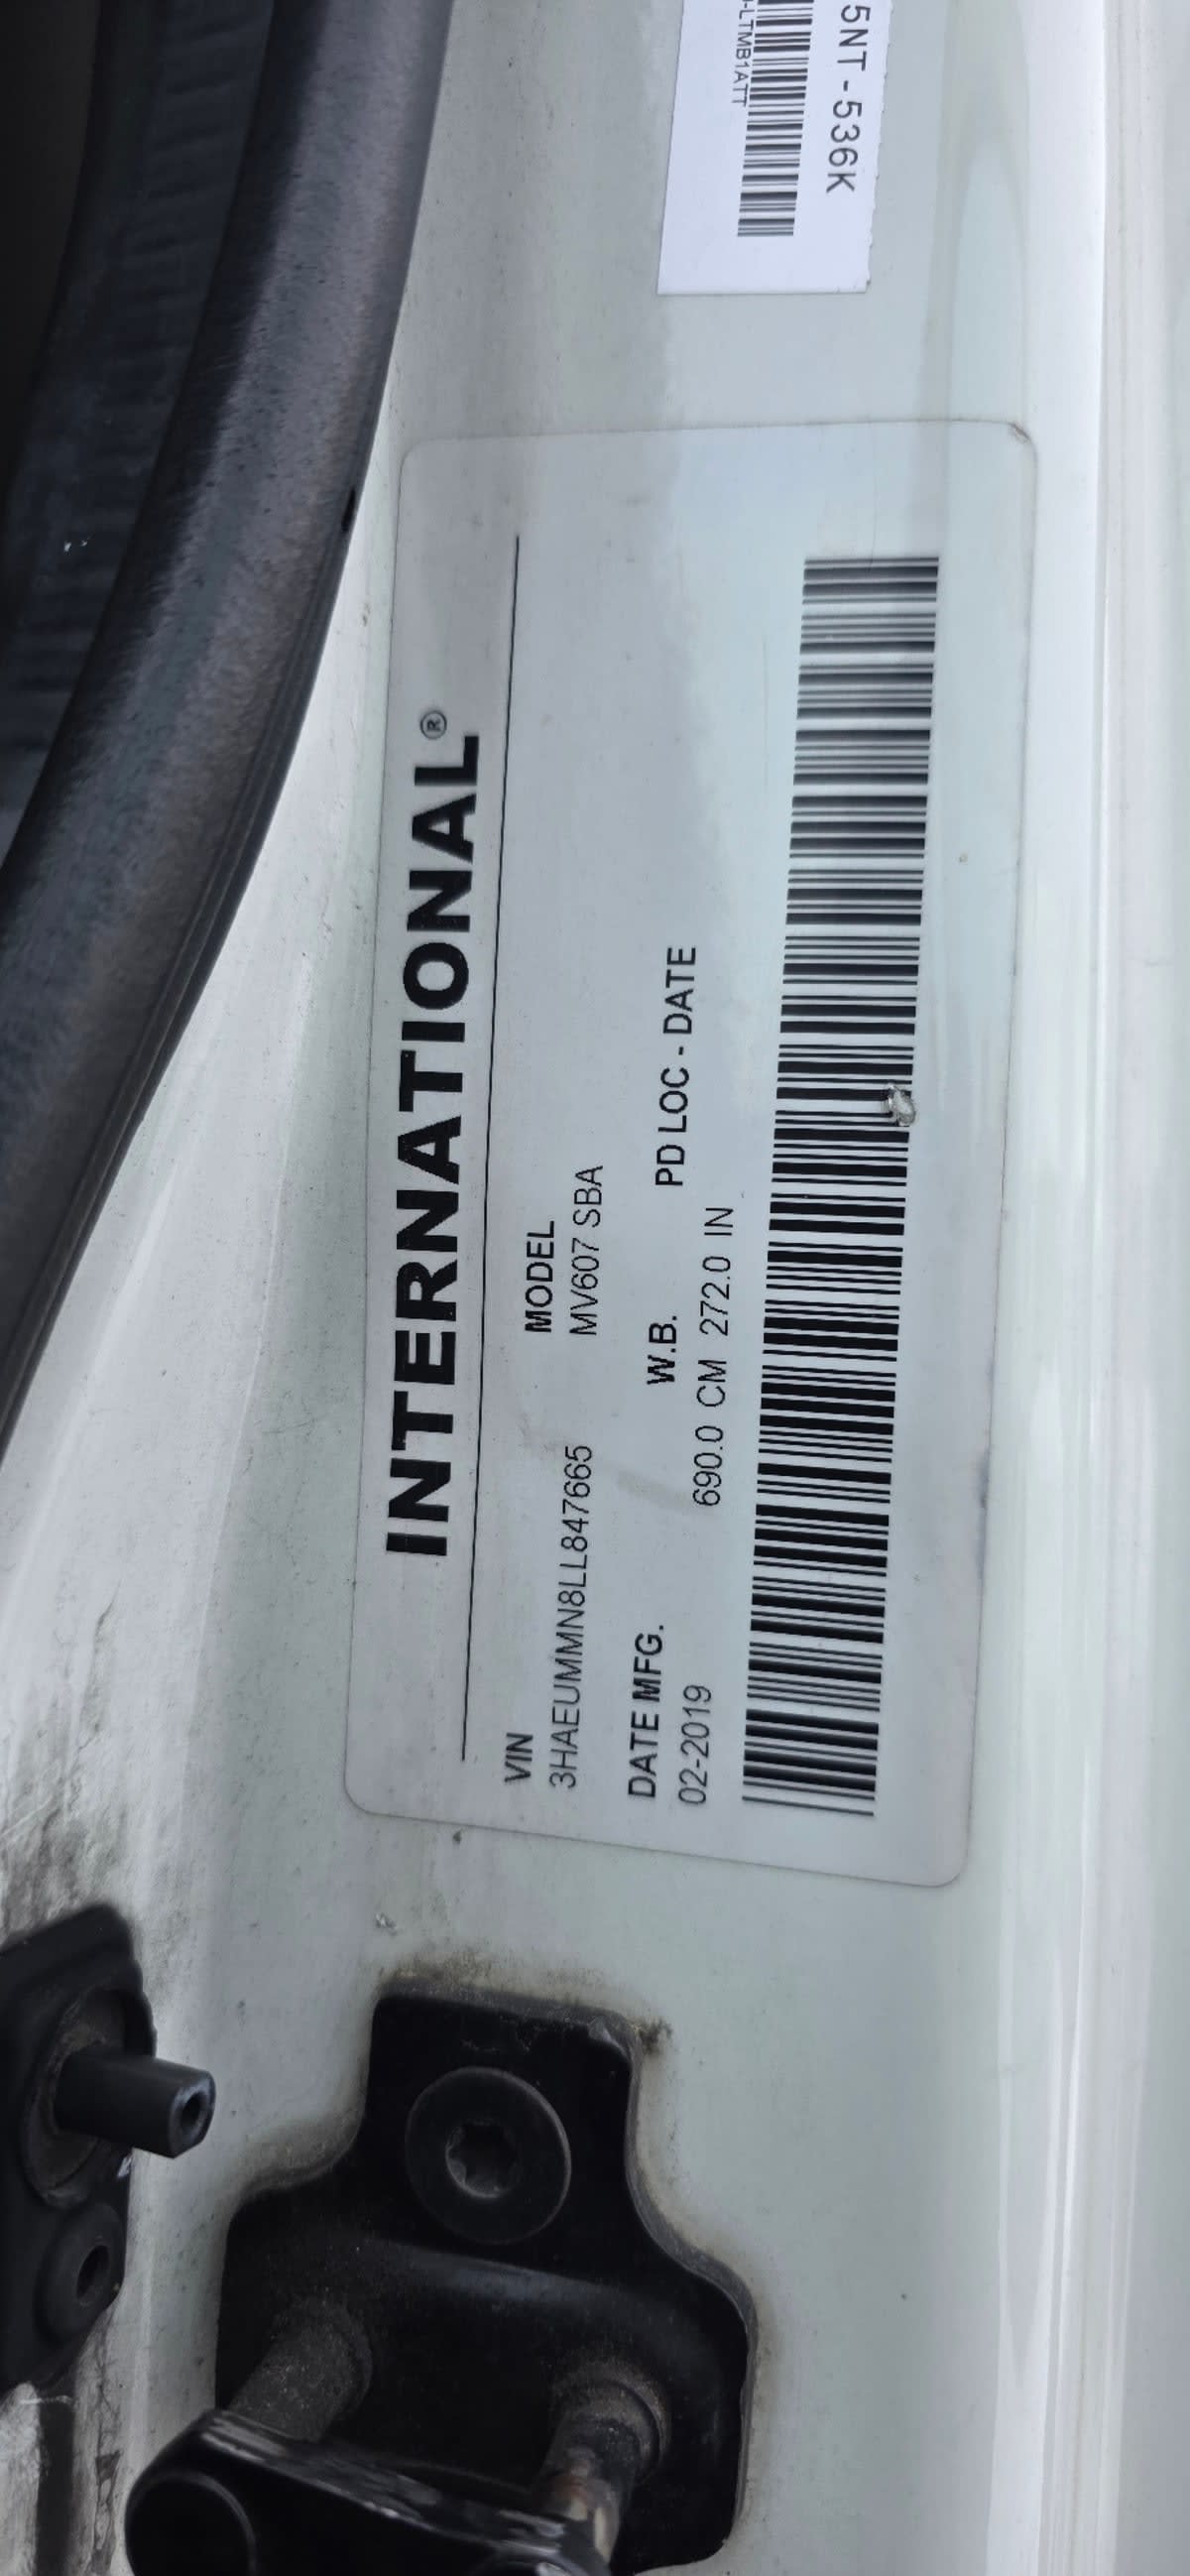 INTERNATIONAL®
VIN MODEL
3HAEUMMN8LL847665 MV607 SBA
DATE MFG. W.B. PD LOC - DATE
02-2019 690.0 CM 272.0 IN
5NT - 536K
-LTMB1ATT